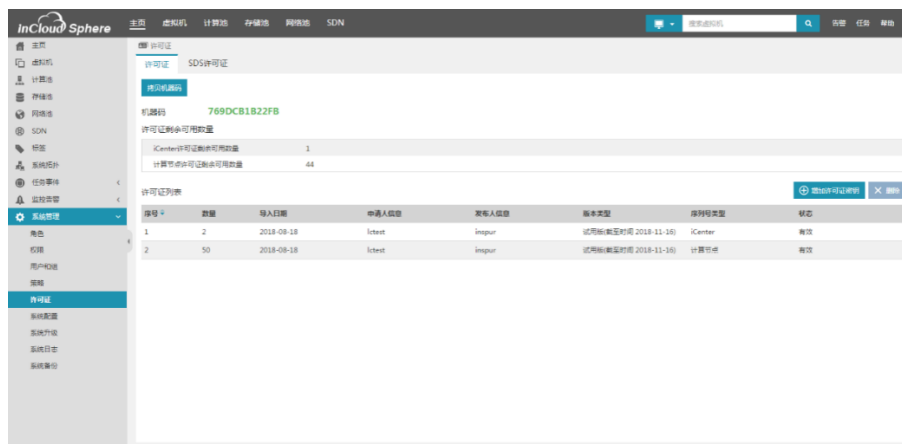 InCloud Sphere
主页 虚拟机 计算池 存储池 网络池 SDN
搜索虚拟机
告警 任务 帮助
主页
虚拟机
计算池
存储池
网络池
SDN
标签
系统拓扑
任务事件
监控告警
系统管理
角色
权限
用户和组
策略
许可证
系统配置
系统升级
系统日志
系统备份
许可证
许可证 SDS许可证
拷贝机器码
机器码 769DCB1B22FB
许可证剩余可用数量
iCenter许可证剩余可用数量 1
计算节点许可证剩余可用数量 44
许可证列表
增加许可证密钥 删除
序号 数量 导入日期 申请人信息 发布人信息 版本类型 序列号类型 状态
1 2 2018-08-18 lctest inspur 试用版(截至时间 2018-11-16) iCenter 有效
2 50 2018-08-18 lctest inspur 试用版(截至时间 2018-11-16) 计算节点 有效